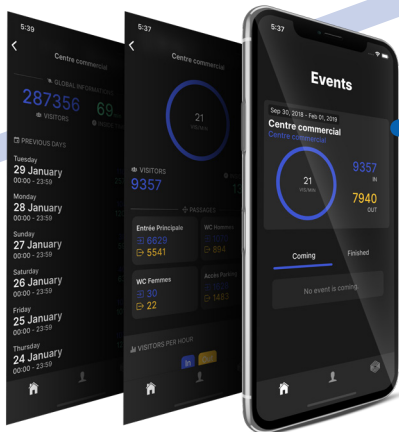 5:39
Centre commercial
GLOBAL INFORMATIONS
287356
69
VISITORS
PREVIOUS DAYS
Tuesday
29 January
00:00 - 23:59
Monday
28 January
00:00 - 23:59
Sunday
27 January
00:00 - 23:59
Saturday
26 January
00:00 - 23:59
Friday
25 January
00:00 - 23:59
Thursday
24 January
00:00 - 23:59
5:37
Centre commercial
21
VIS/MIN
VISITORS
9357
PASSAGES
Entrée Principale
6629
5541
WC Hommes
894
WC Femmes
30
22
Accès Parking
1483
VISITORS PER HOUR
In
5:37
Events
Sep 30, 2018 - Feb 01, 2019
Centre commercial
Centre commercial
21
VIS/MIN
9357
IN
7940
OUT
Coming
Finished
No event is coming.